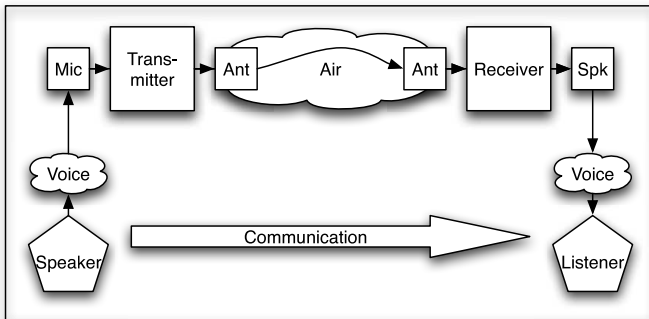 Mic
Trans-
mitter
Ant
Air
Ant
Receiver
Spk
Voice
Voice
Communication
Speaker
Listener